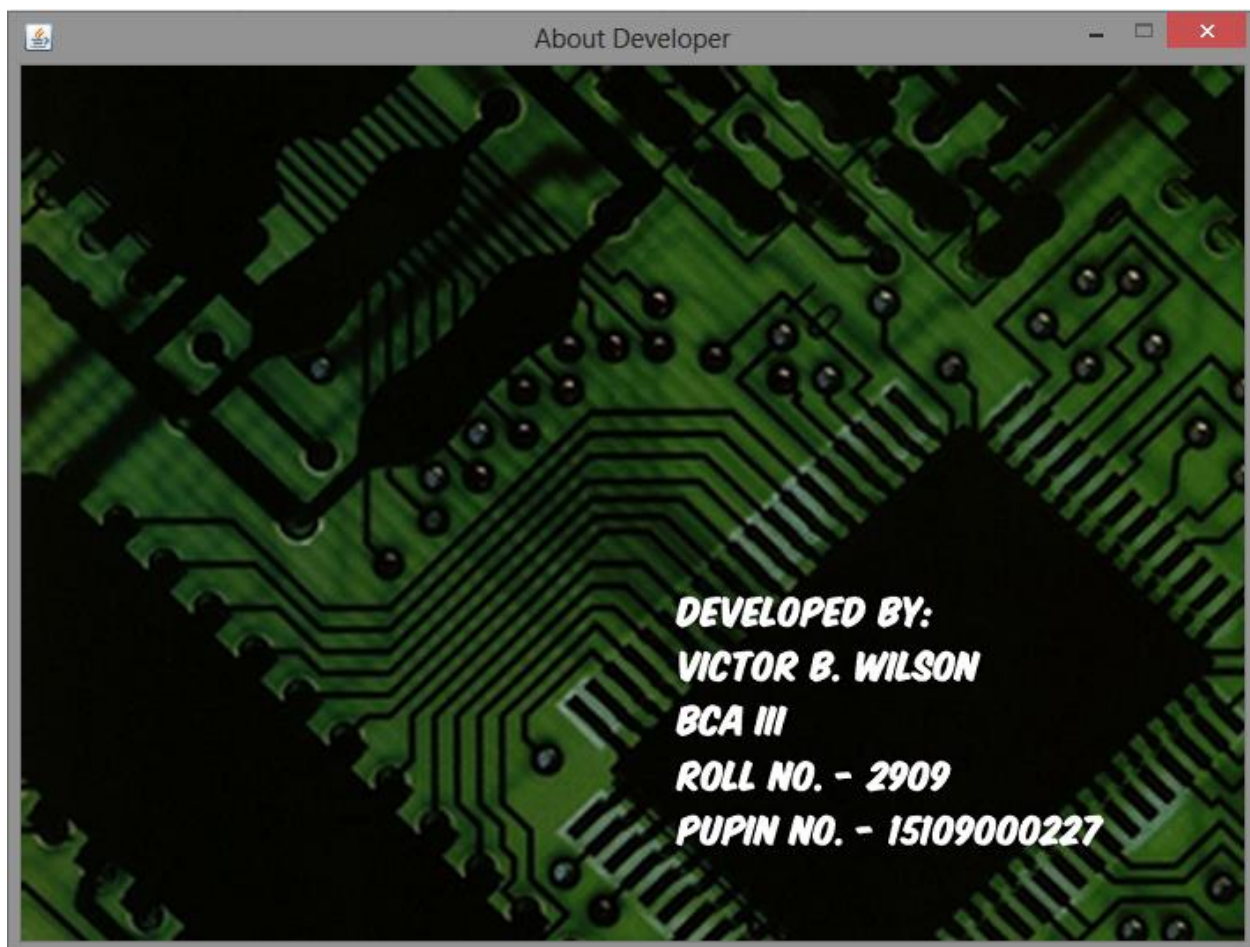 About Developer
DEVELOPED BY:
VICTOR B. WILSON
BCA III
ROLL NO. - 2909
PUPIN NO. - 15109000227